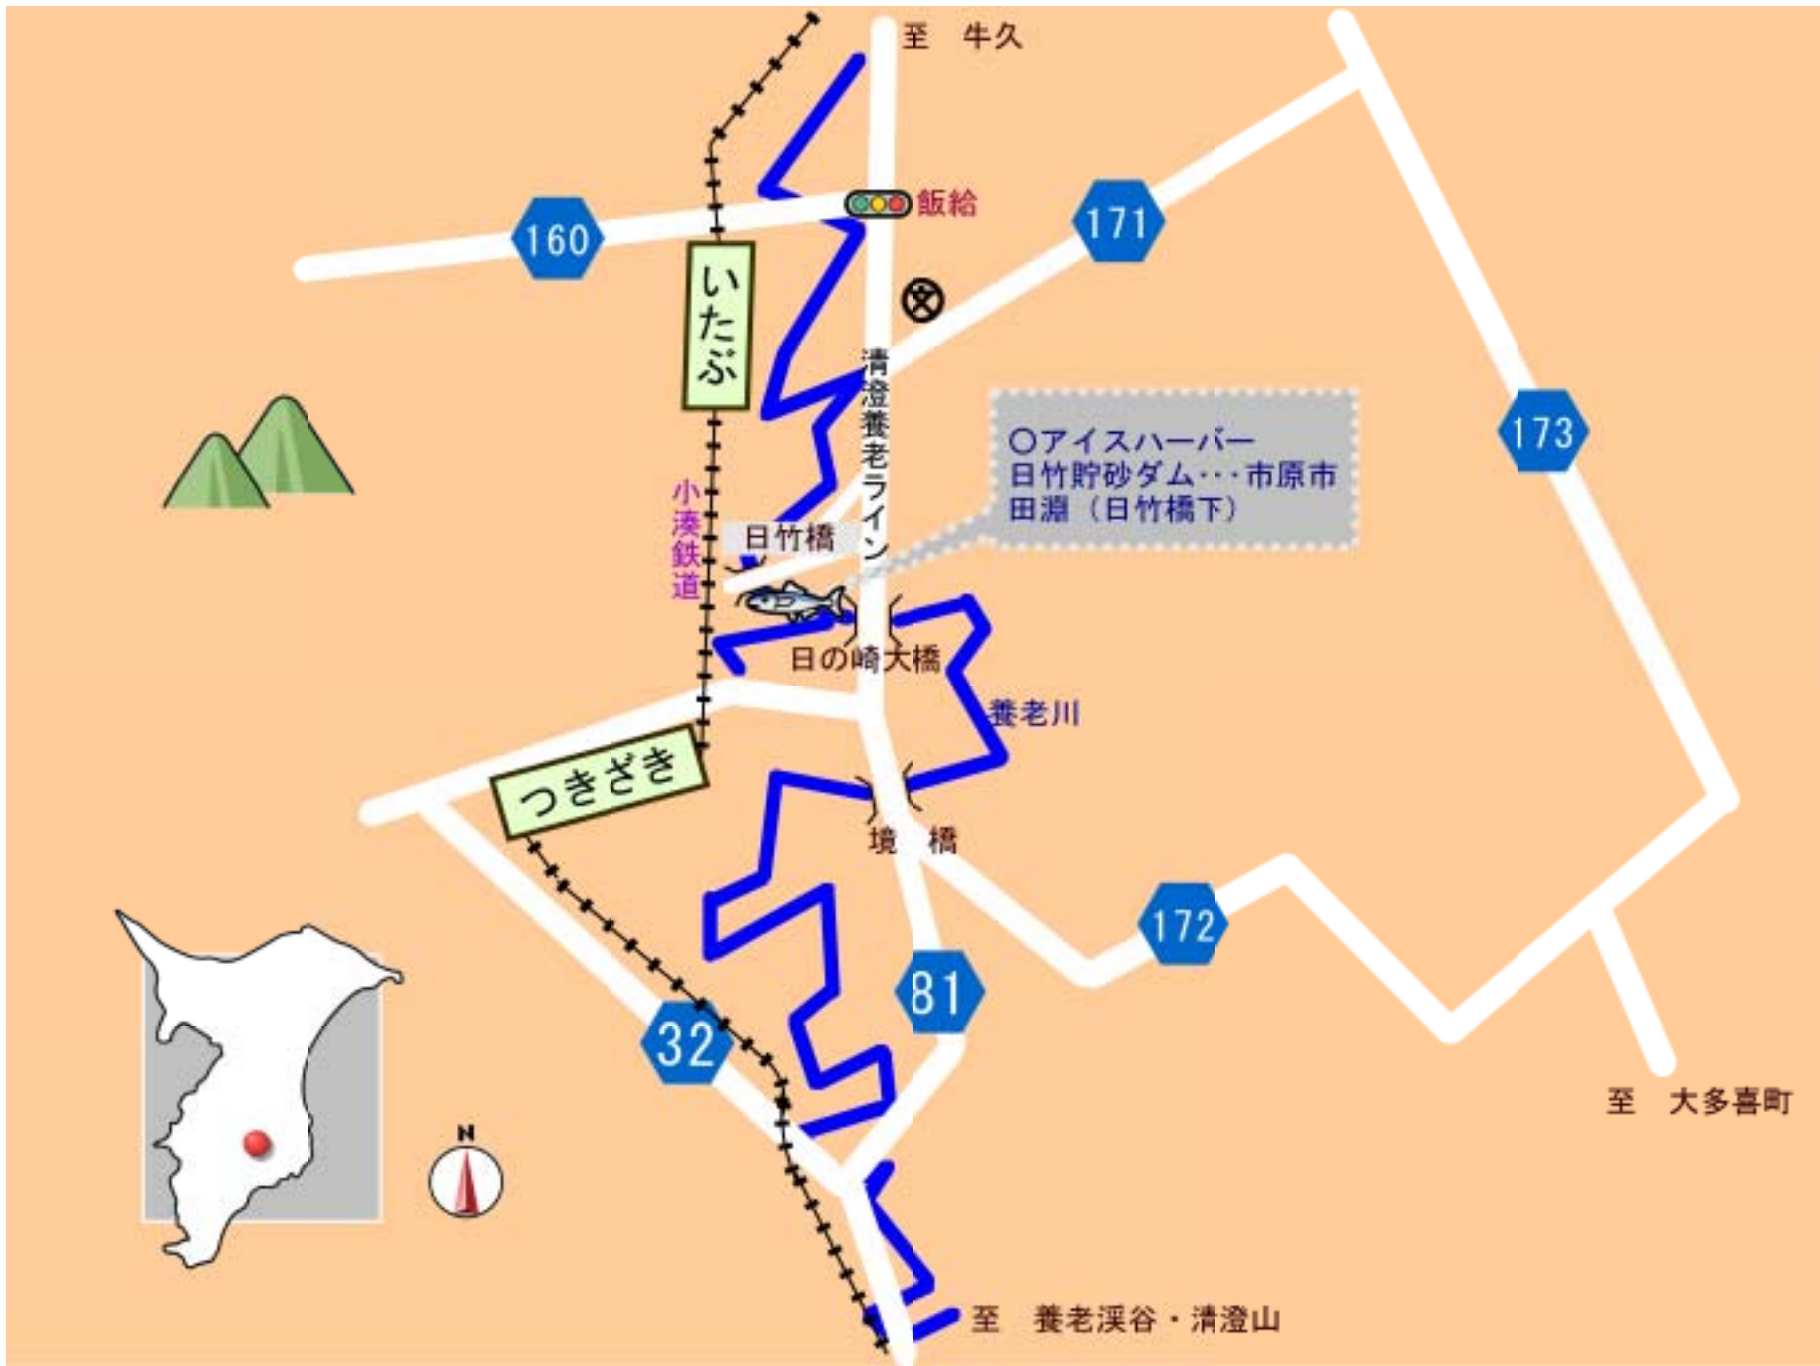 至 牛久
飯給
160
171
いたぶ
清澄養老ライン
173
〇アイスハーバー
日竹貯砂ダム･･･市原市
田淵（日竹橋下）
小湊鉄道
日竹橋
日の崎大橋
養老川
つきざき
境 橋
172
81
32
至 大多喜町
N
至 養老渓谷・清澄山